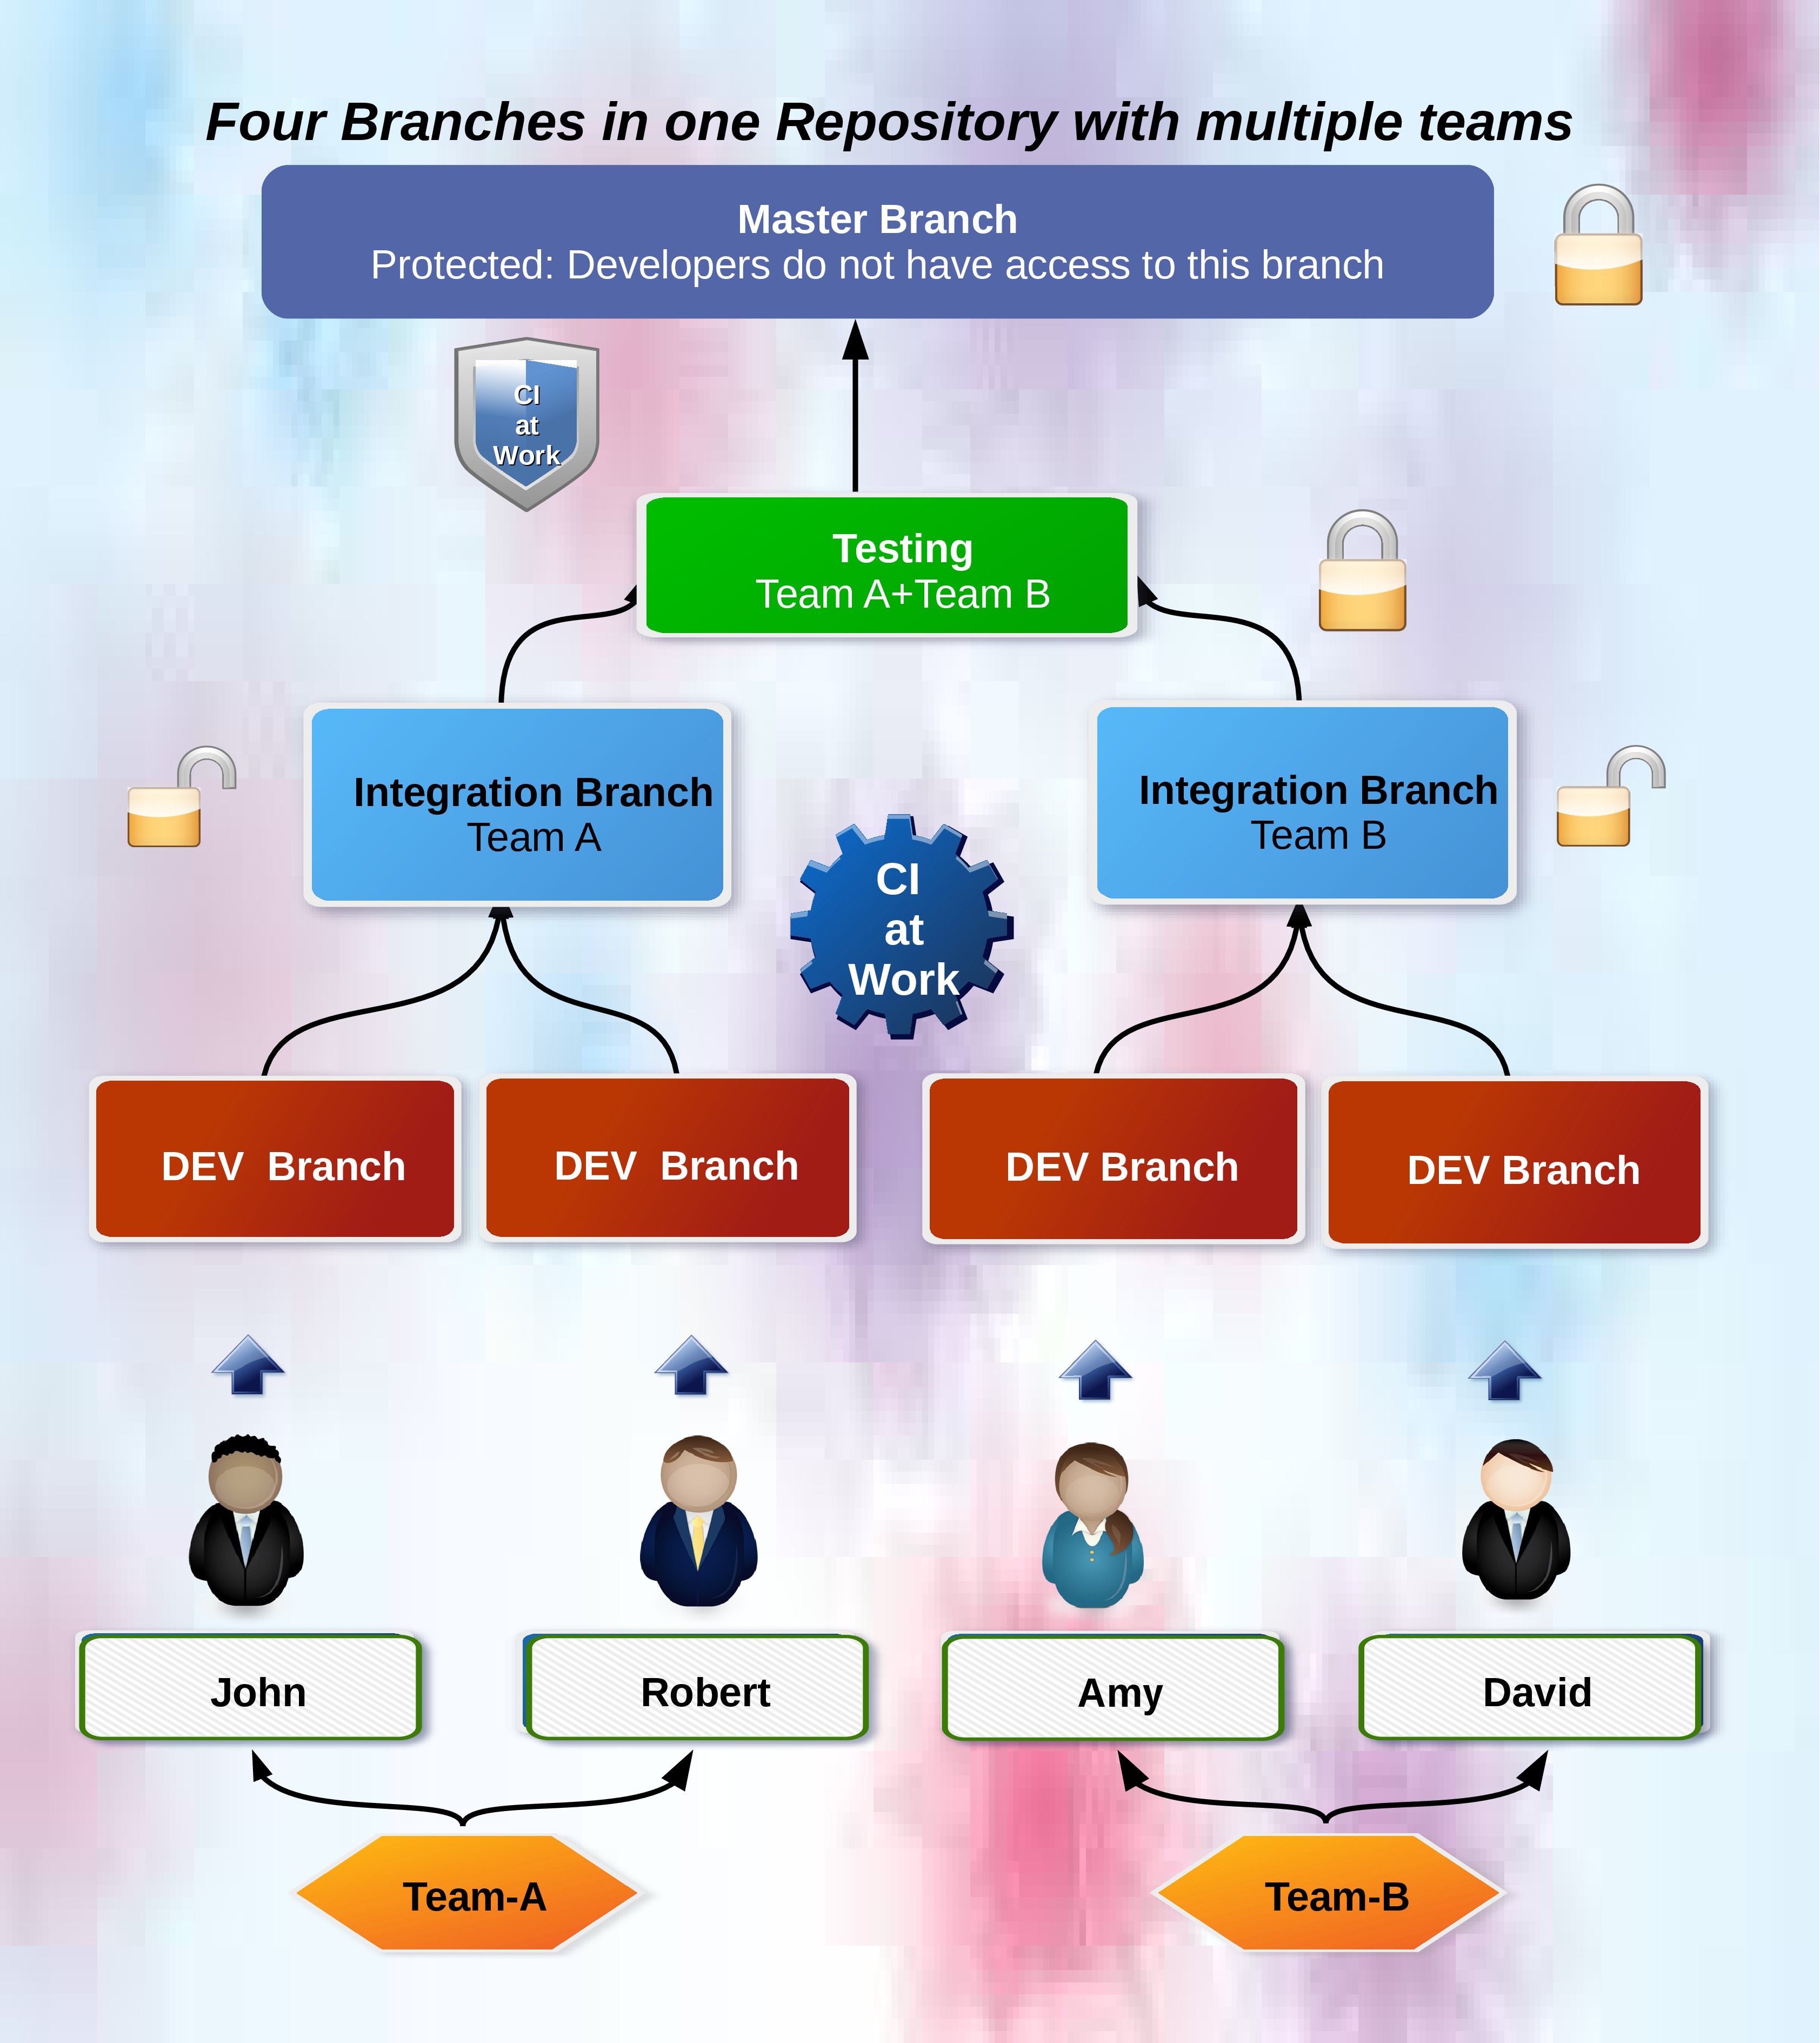 Four Branches in one Repository with multiple teams
Master Branch
Protected: Developers do not have access to this branch
CI
at
Work
Testing
Team A+Team B
Integration Branch
Team A
Integration Branch
Team B
CI
at
Work
DEV  Branch
DEV  Branch
DEV Branch
DEV Branch
John
Robert
Amy
David
Team-A
Team-B